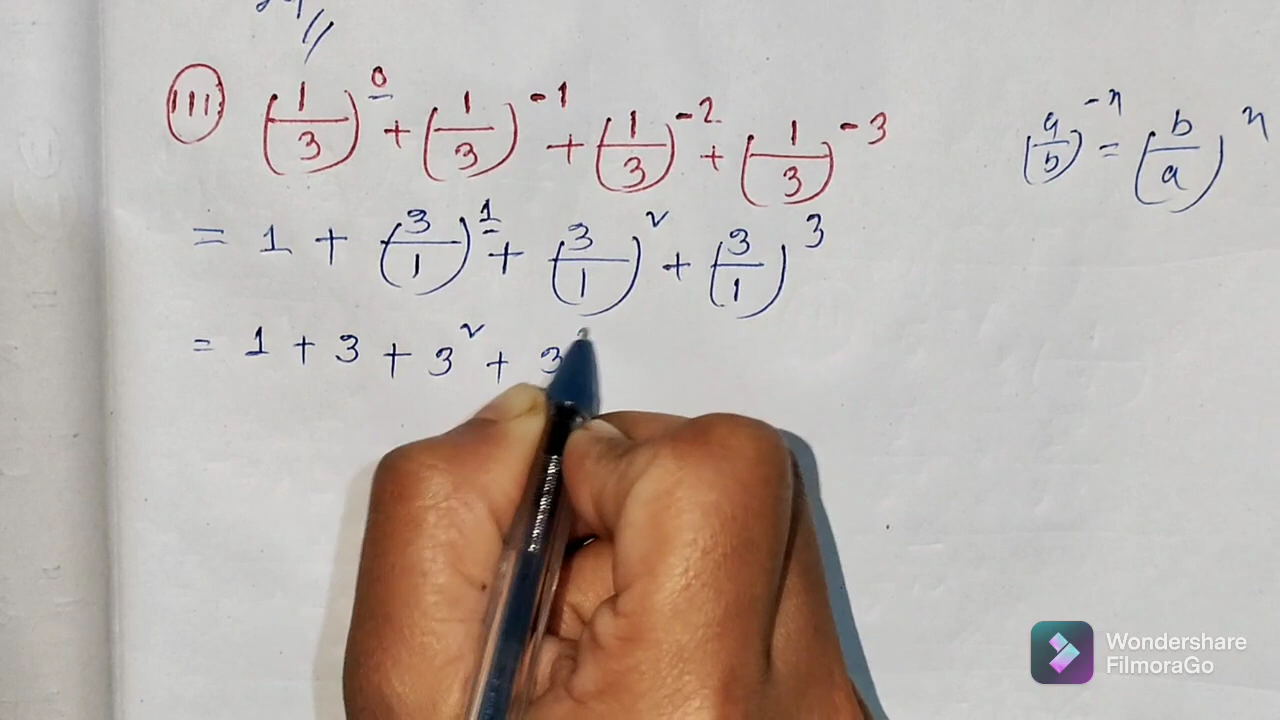 (iii) (1/3)^0 + (1/3)^-1 + (1/3)^-2 + (1/3)^-3
(a/b)^-n = (b/a)^n
= 1 + (3/1)^1 + (3/1)^2 + (3/1)^3
= 1 + 3 + 3^2 + 3
Wondershare
FilmoraGo